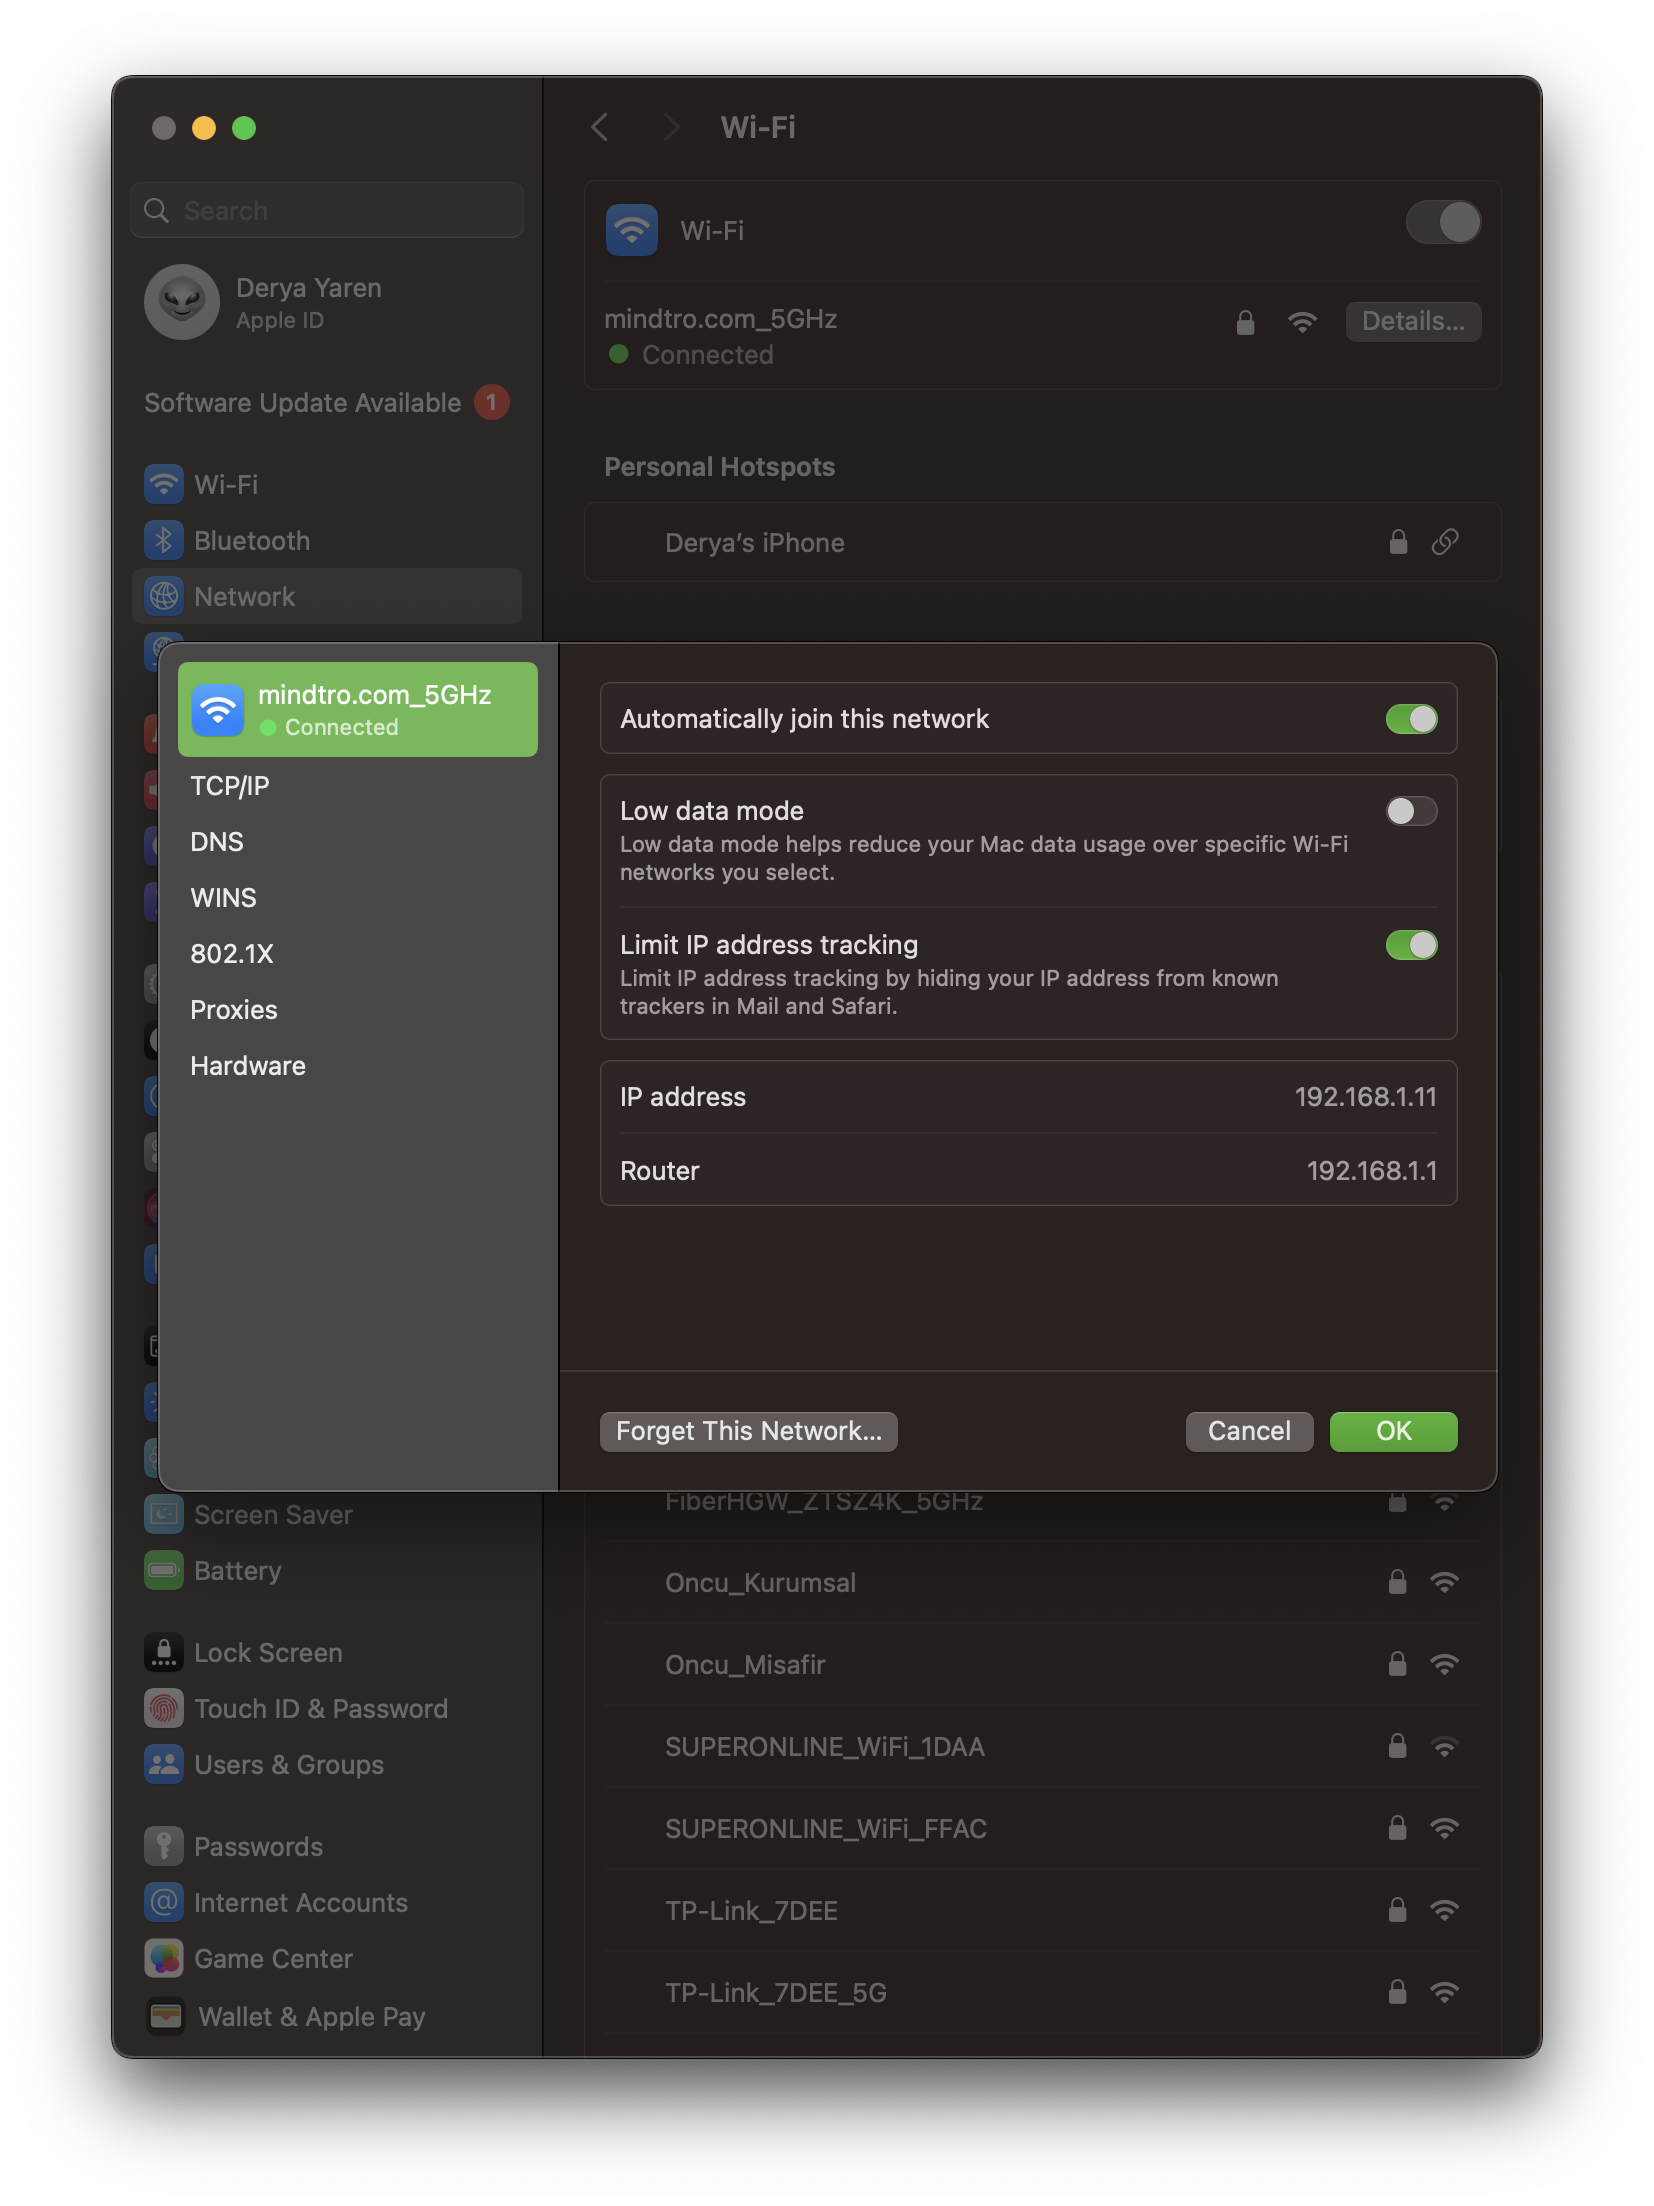 Wi-Fi
Search
Derya Yaren
Apple ID
Software Update Available 1
Wi-Fi
Bluetooth
Network
Screen Saver
Battery
Lock Screen
Touch ID & Password
Users & Groups
Passwords
Internet Accounts
Game Center
Wallet & Apple Pay
Wi-Fi
mindtro.com_5GHz
Connected
Details...
Personal Hotspots
Derya’s iPhone
mindtro.com_5GHz
Connected
TCP/IP
DNS
WINS
802.1X
Proxies
Hardware
Automatically join this network
Low data mode
Low data mode helps reduce your Mac data usage over specific Wi-Fi
networks you select.
Limit IP address tracking
Limit IP address tracking by hiding your IP address from known
trackers in Mail and Safari.
IP address 192.168.1.11
Router 192.168.1.1
Forget This Network...
Cancel
OK
FiberHGW_ZTSZ4K_5GHz
Oncu_Kurumsal
Oncu_Misafir
SUPERONLINE_WiFi_1DAA
SUPERONLINE_WiFi_FFAC
TP-Link_7DEE
TP-Link_7DEE_5G